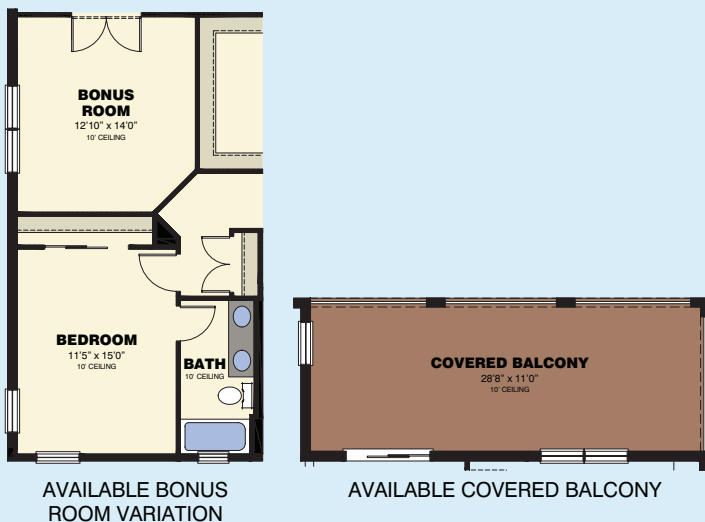 BONUS
ROOM
12'10" x 14'0"
10' CEILING
BEDROOM
11'5" x 15'0"
10' CEILING
BATH
10' CEILING
AVAILABLE BONUS
ROOM VARIATION
COVERED BALCONY
28'8" x 11'0"
10' CEILING
AVAILABLE COVERED BALCONY